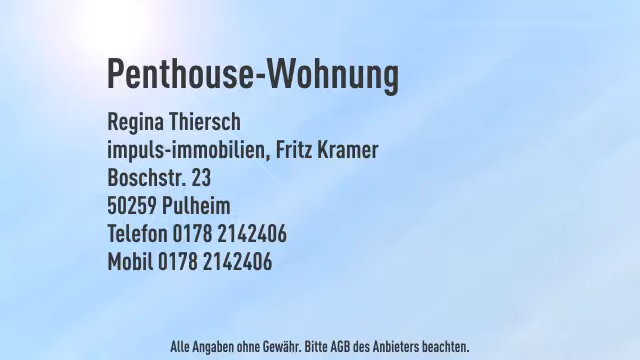 Penthouse-Wohnung
Regina Thiersch
impuls-immobilien, Fritz Kramer
Boschstr. 23
50259 Pulheim
Telefon 0178 2142406
Mobil 0178 2142406
Alle Angaben ohne Gewähr. Bitte AGB des Anbieters beachten.